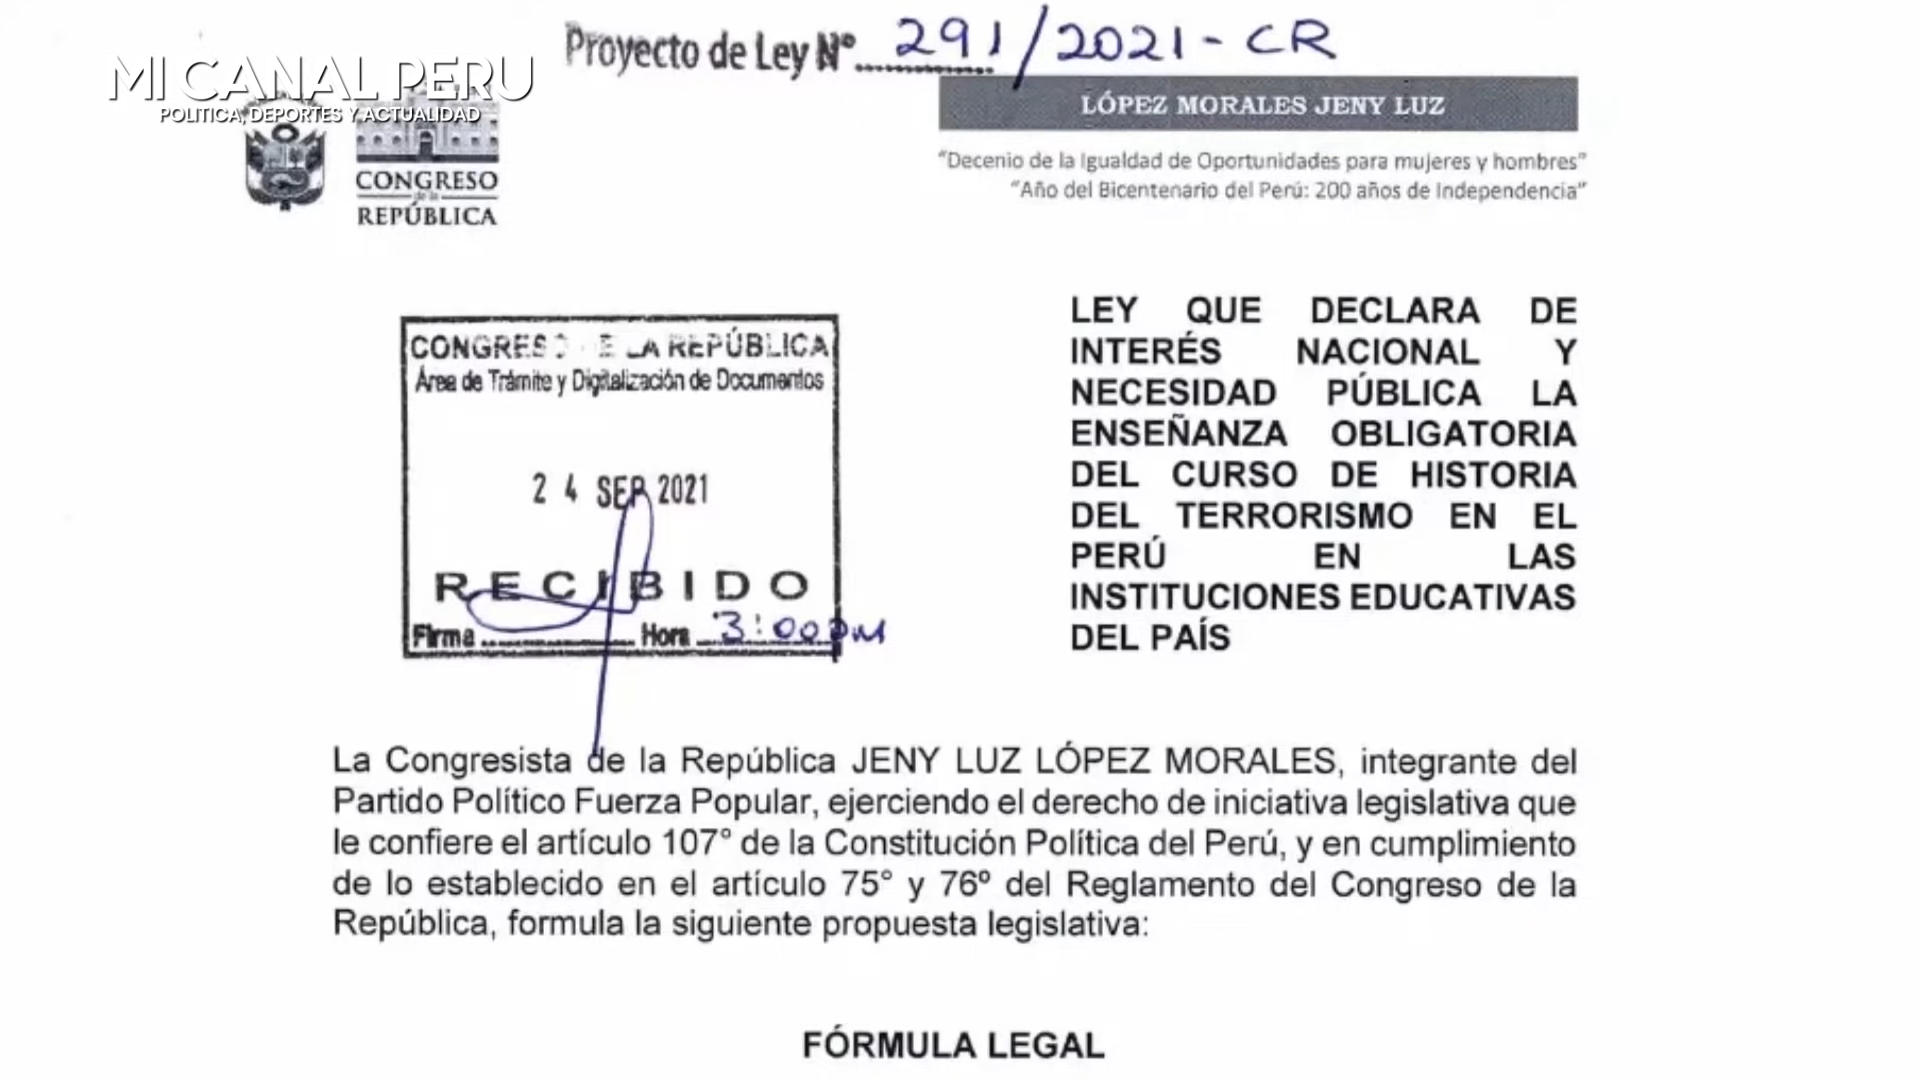 Proyecto de Ley Nº 291/2021-CR
MI CANAL PERU
POLITICA, DEPORTES Y ACTUALIDAD
CONGRESO
de la
REPÚBLICA
LÓPEZ MORALES JENY LUZ
“Decenio de la Igualdad de Oportunidades para mujeres y hombres”
“Año del Bicentenario del Perú: 200 años de Independencia”
CONGRESO DE LA REPÚBLICA
Área de Trámite y Digitalización de Documentos
24 SEP 2021
RECIBIDO
Firma ................ Hora 3:00pm
LEY QUE DECLARA DE
INTERÉS NACIONAL Y
NECESIDAD PÚBLICA LA
ENSEÑANZA OBLIGATORIA
DEL CURSO DE HISTORIA
DEL TERRORISMO EN EL
PERÚ EN LAS
INSTITUCIONES EDUCATIVAS
DEL PAÍS
La Congresista de la República JENY LUZ LÓPEZ MORALES, integrante del
Partido Político Fuerza Popular, ejerciendo el derecho de iniciativa legislativa que
le confiere el artículo 107° de la Constitución Política del Perú, y en cumplimiento
de lo establecido en el artículo 75° y 76º del Reglamento del Congreso de la
República, formula la siguiente propuesta legislativa:
FÓRMULA LEGAL